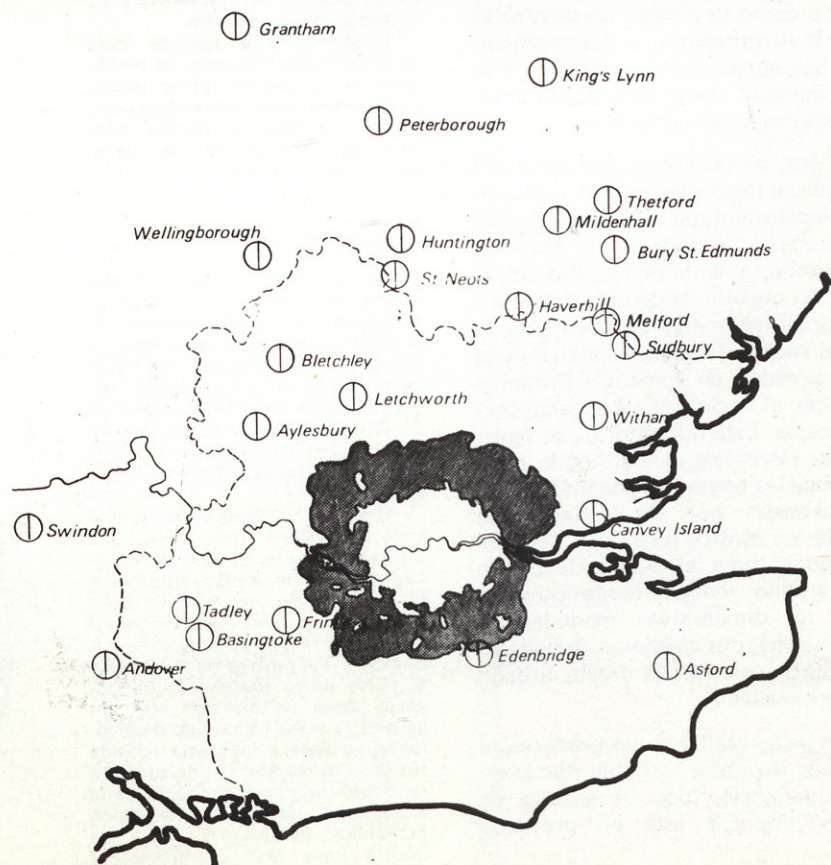 Grantham
King's Lynn
Peterborough
Thetford
Mildenhall
Wellingborough
Huntington
Bury St. Edmunds
St. Neots
Haverhill
Melford
Sudbury
Bletchley
Letchworth
Withan
Aylesbury
Swindon
Canvey Island
Tadley
Basingtoke
Edenbridge
Andover
Asford